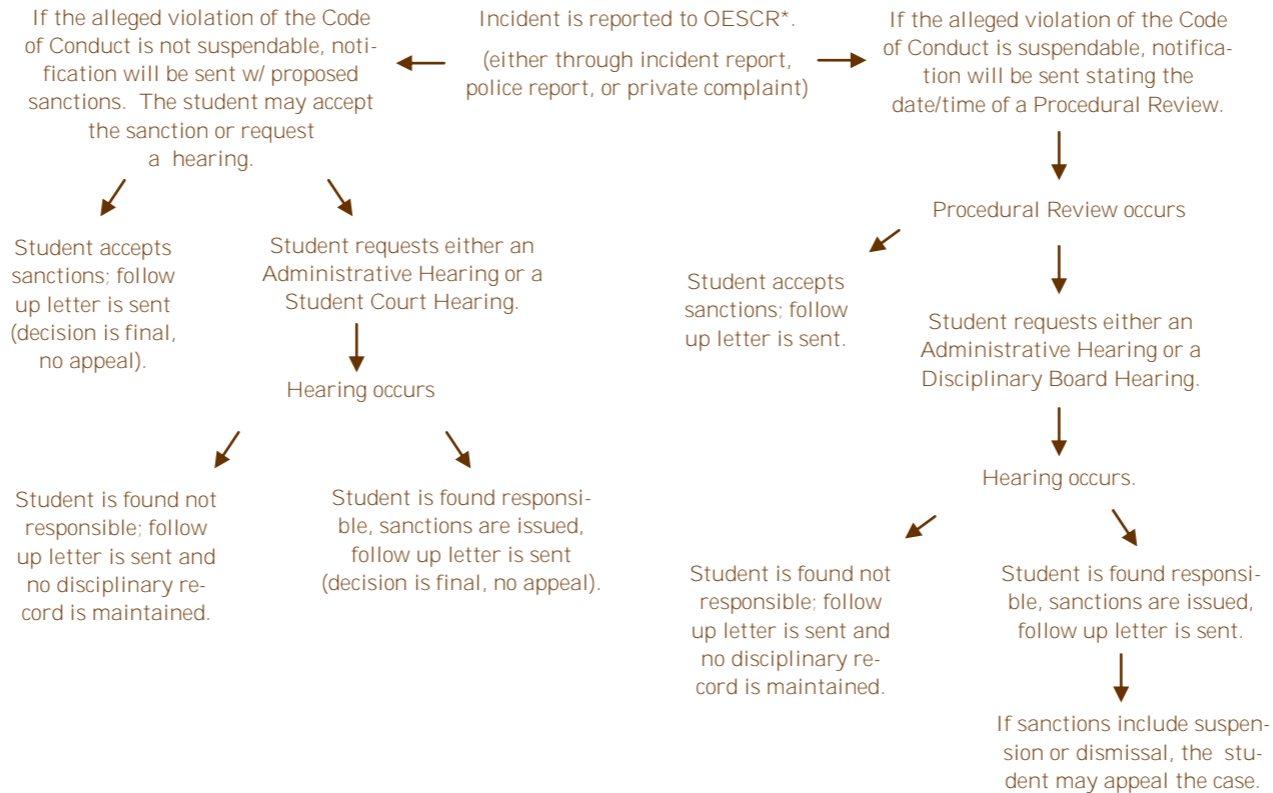 Incident is reported to OESCR*.
(either through incident report,
police report, or private complaint)
If the alleged violation of the Code
of Conduct is not suspendable, noti-
fication will be sent w/ proposed
sanctions.  The student may accept
the sanction or request
a  hearing.
Student accepts
sanctions; follow
up letter is sent
(decision is final,
no appeal).
Student requests either an
Administrative Hearing or a
Student Court Hearing.
Hearing occurs
Student is found not
responsible; follow
up letter is sent and
no disciplinary re-
cord is maintained.
Student is found responsi-
ble, sanctions are issued,
follow up letter is sent
(decision is final, no appeal).
If the alleged violation of the Code
of Conduct is suspendable, notifica-
tion will be sent stating the
date/time of a Procedural Review.
Procedural Review occurs
Student accepts
sanctions; follow
up letter is sent.
Student requests either an
Administrative Hearing or a
Disciplinary Board Hearing.
Hearing occurs.
Student is found not
responsible; follow
up letter is sent and
no disciplinary re-
cord is maintained.
Student is found responsi-
ble, sanctions are issued,
follow up letter is sent.
If sanctions include suspen-
sion or dismissal, the  stu-
dent may appeal the case.